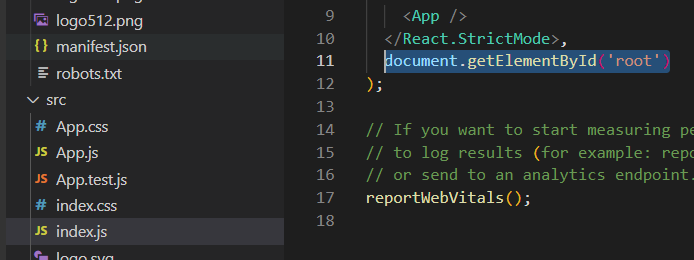 logo512.png
manifest.json
robots.txt
src
App.css
App.js
App.test.js
index.css
index.js
logo.svg
9 <App />
10 </React.StrictMode>,
11 document.getElementById('root')
12 );
13
14 // If you want to start measuring
15 // to log results (for example:
16 // or send to an analytics endpoint.
17 reportWebVitals();
18